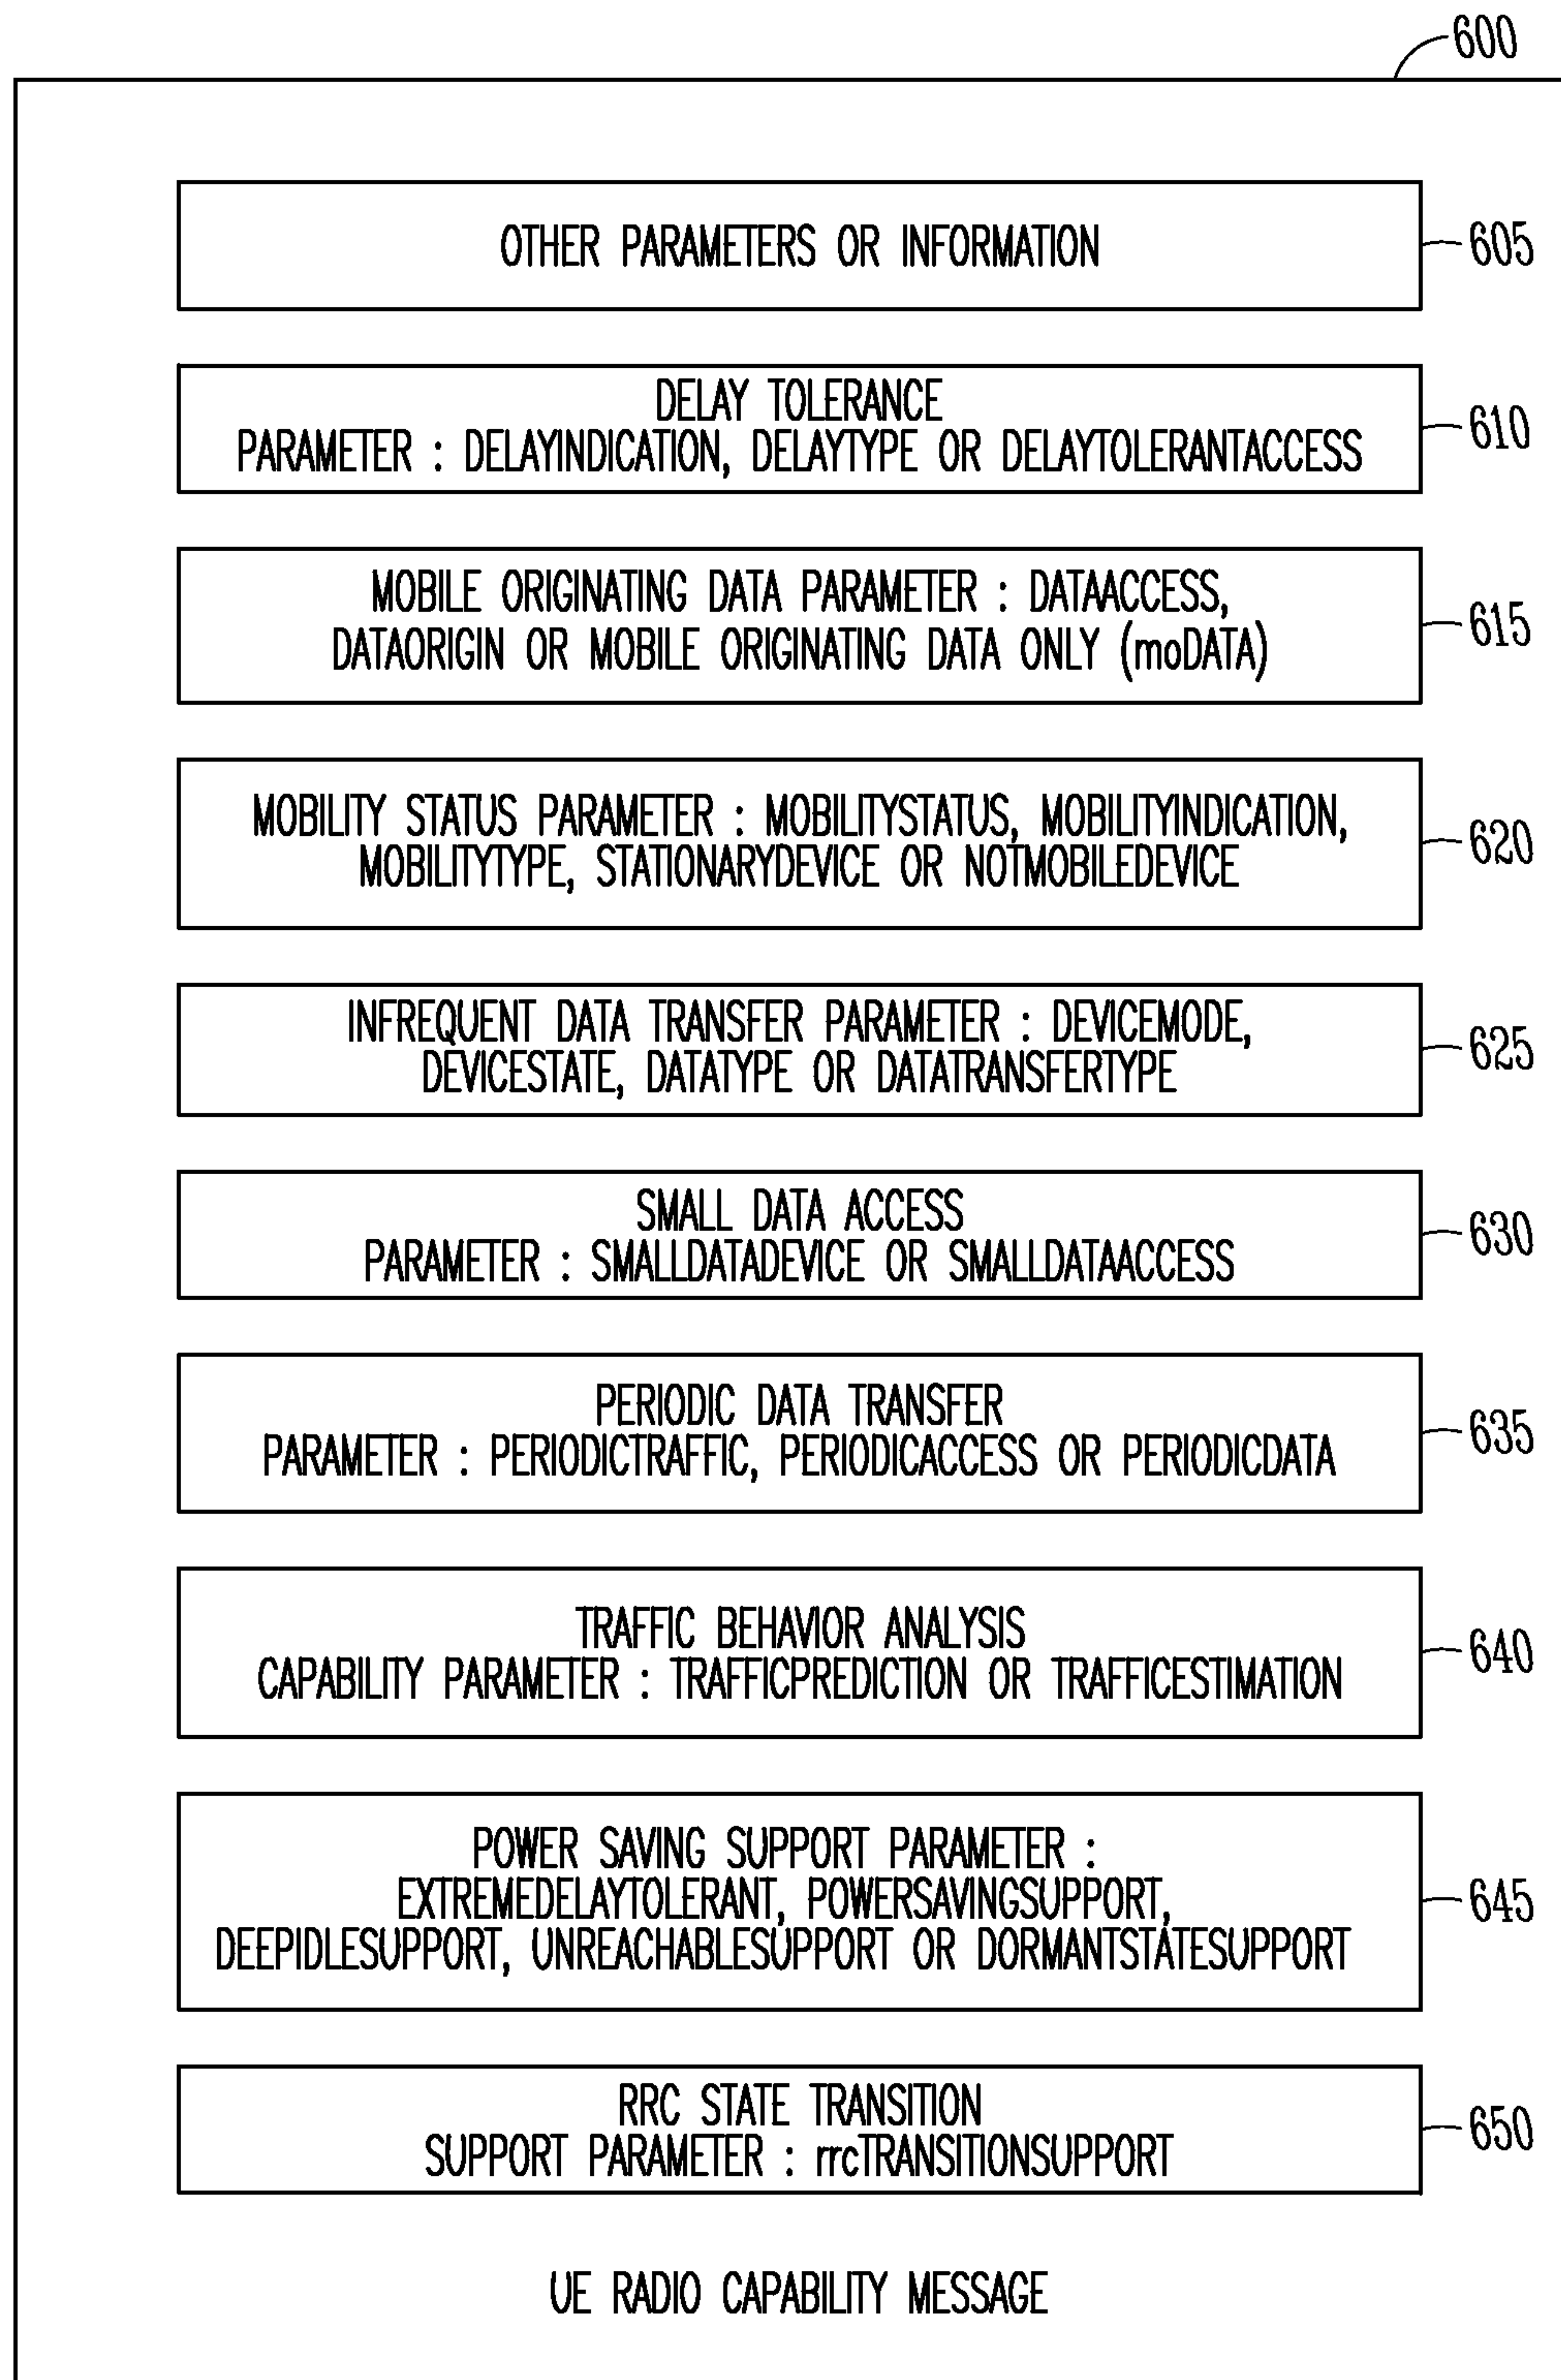 600
OTHER PARAMETERS OR INFORMATION
605
DELAY TOLERANCE
PARAMETER : DELAYINDICATION, DELAYTYPE OR DELAYTOLERANTACCESS
610
MOBILE ORIGINATING DATA PARAMETER : DATAACCESS,
DATAORIGIN OR MOBILE ORIGINATING DATA ONLY (moDATA)
615
MOBILITY STATUS PARAMETER : MOBILITYSTATUS, MOBILITYINDICATION,
MOBILITYTYPE, STATIONARYDEVICE OR NOTMOBILEDEVICE
620
INFREQUENT DATA TRANSFER PARAMETER : DEVICEMODE,
DEVICESTATE, DATATYPE OR DATATRANSFERTYPE
625
SMALL DATA ACCESS
PARAMETER : SMALLDATADEVICE OR SMALLDATAACCESS
630
PERIODIC DATA TRANSFER
PARAMETER : PERIODICTRAFFIC, PERIODICACCESS OR PERIODICDATA
635
TRAFFIC BEHAVIOR ANALYSIS
CAPABILITY PARAMETER : TRAFFICPREDICTION OR TRAFFICESTIMATION
640
POWER SAVING SUPPORT PARAMETER :
EXTREMEDELAYTOLERANT, POWERSAVINGSUPPORT,
DEEPIDLESUPPORT, UNREACHABLESUPPORT OR DORMANTSTATESUPPORT
645
RRC STATE TRANSITION
SUPPORT PARAMETER : rrcTRANSITIONSUPPORT
650
UE RADIO CAPABILITY MESSAGE